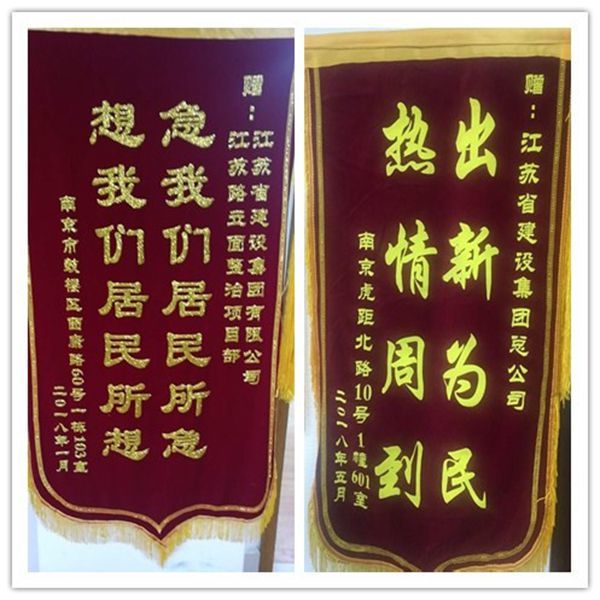 赠：江苏省建设集团有限公司
江苏路立面整治项目部
急我们居民所急
想我们居民所想
南京市鼓楼区西康路60号一栋103室
二〇一八年一月
赠：江苏省建设集团总公司
出新为民
热情周到
南京虎距北路10号1幢601室
二〇一八年五月